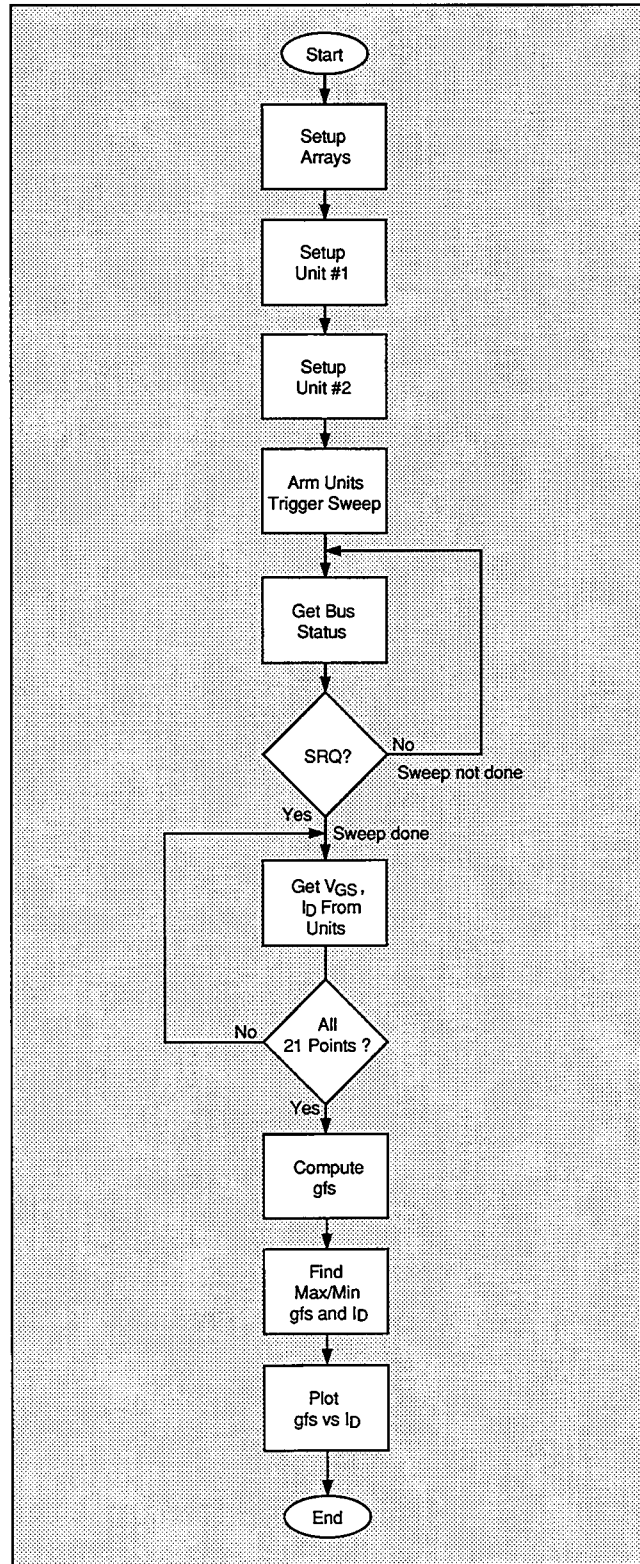 Start
Setup
Arrays
Setup
Unit #1
Setup
Unit #2
Arm Units
Trigger Sweep
Get Bus
Status
SRQ?
No
Sweep not done
Yes
Sweep done
Get VGS,
ID From
Units
All
21 Points ?
No
Yes
Compute
gfs
Find
Max/Min
gfs and ID
Plot
gfs vs ID
End